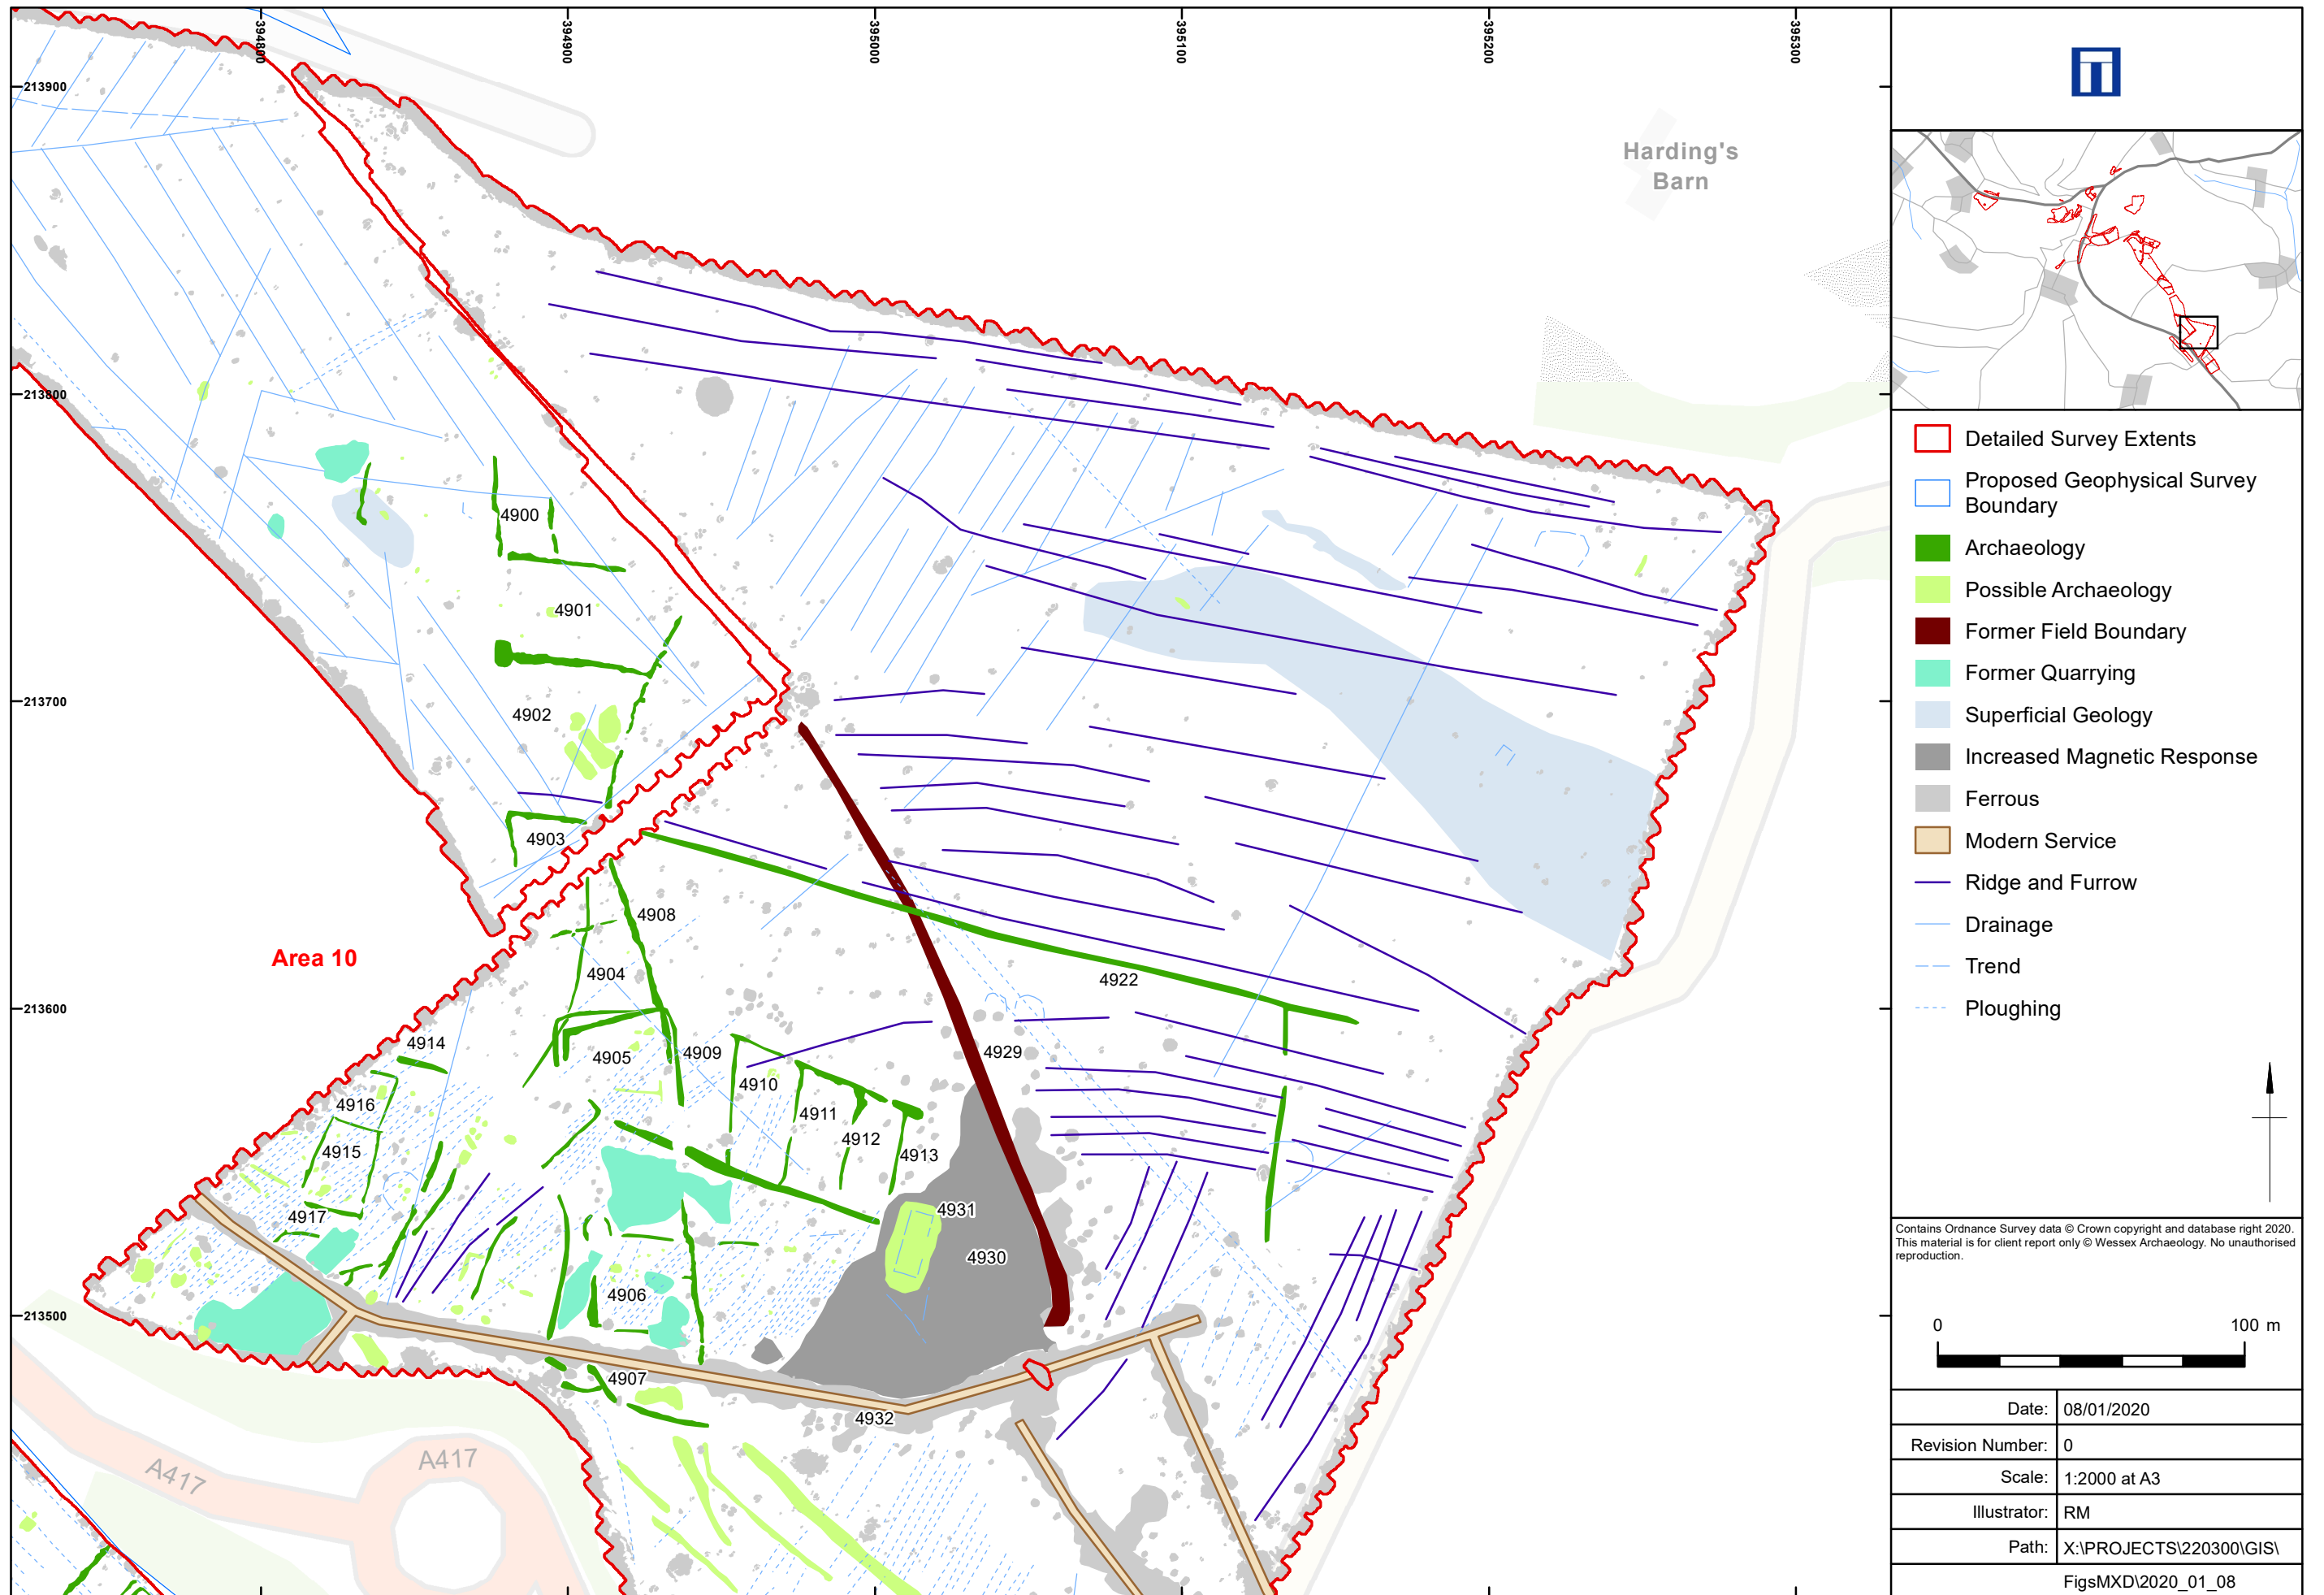 394800
394900
395000
395100
395200
395300
213900
213800
213700
213600
213500
Harding's
Barn
4900
4901
4902
4903
4908
Area 10
4904
4922
4914
4905
4909
4929
4910
4916
4911
4912
4915
4913
4917
4931
4930
4906
4907
4932
A417
A417
Detailed Survey Extents
Proposed Geophysical Survey
Boundary
Archaeology
Possible Archaeology
Former Field Boundary
Former Quarrying
Superficial Geology
Increased Magnetic Response
Ferrous
Modern Service
Ridge and Furrow
Drainage
Trend
Ploughing
Contains Ordnance Survey data © Crown copyright and database right 2020.
This material is for client report only © Wessex Archaeology. No unauthorised
reproduction.
0 100 m
Date: 08/01/2020
Revision Number: 0
Scale: 1:2000 at A3
Illustrator: RM
Path: X:\PROJECTS\220300\GIS\
FigsMXD\2020_01_08